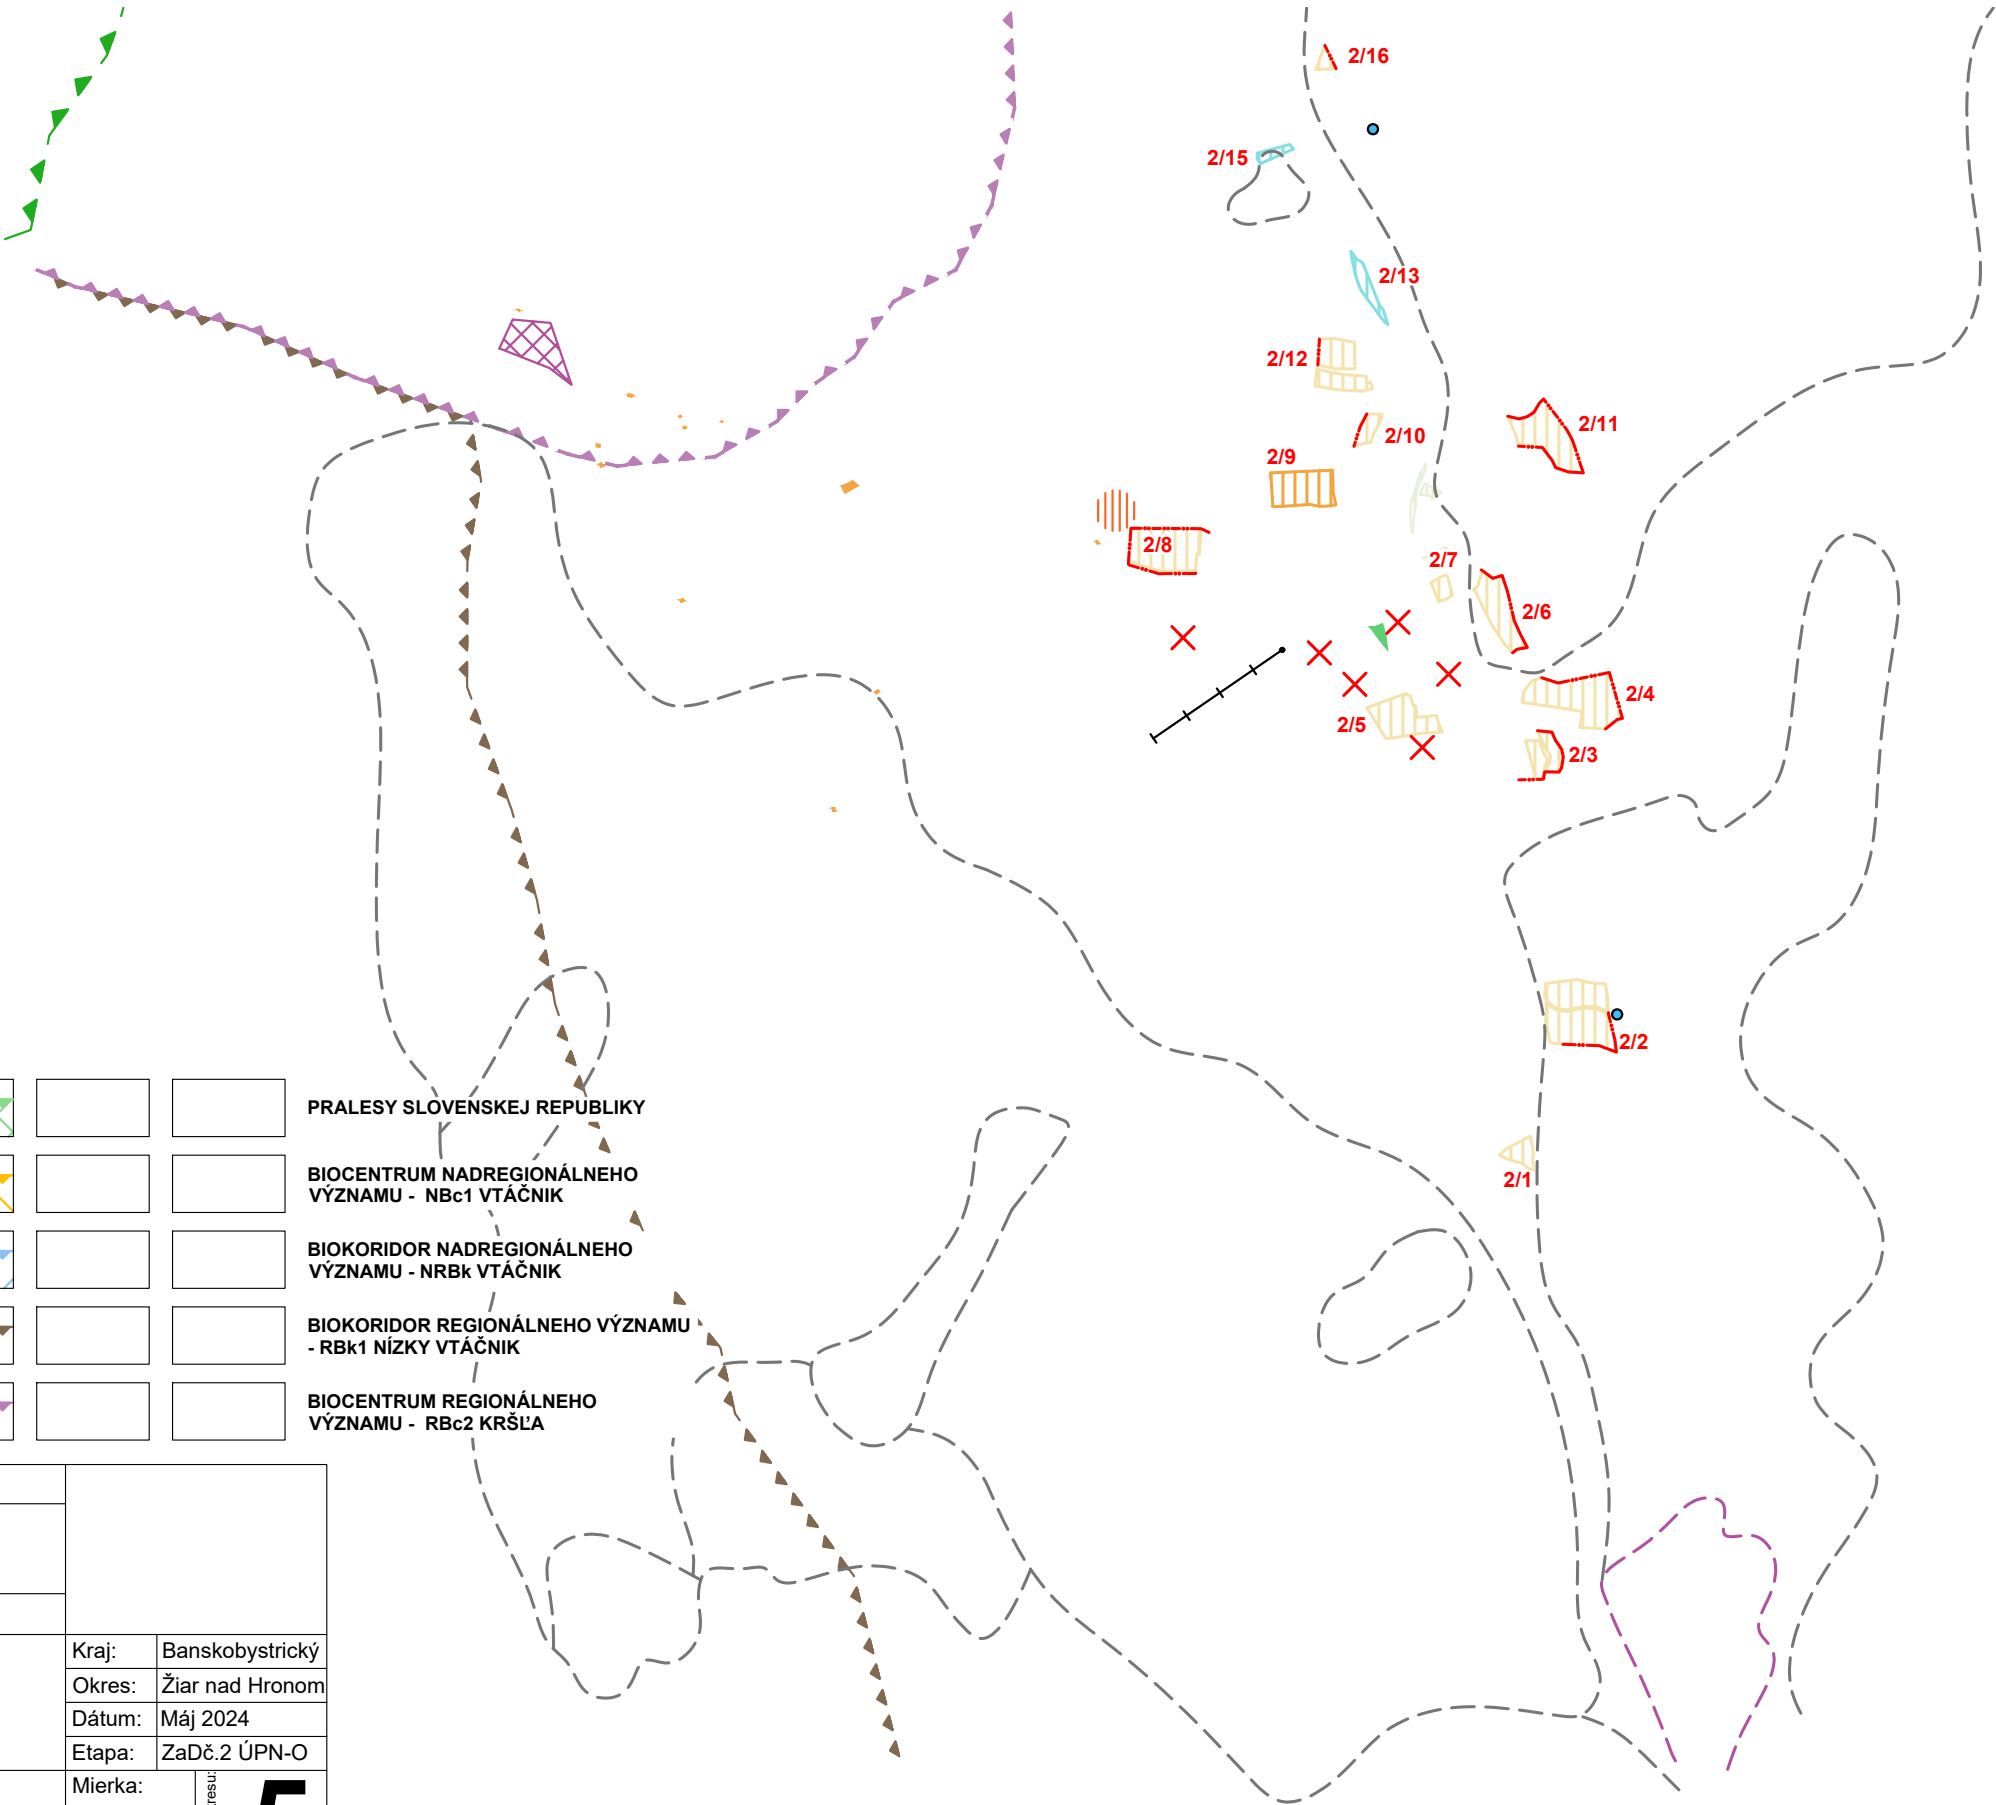 2/16
2/15
2/13
2/12
2/11
2/10
2/9
2/8
2/7
2/6
2/4
2/5
2/3
2/2
2/1
PRALESY SLOVENSKEJ REPUBLIKY
BIOCENTRUM NADREGIONÁLNEHO
VÝZNAMU - NBc1 VTÁČNIK
BIOKORIDOR NADREGIONÁLNEHO
VÝZNAMU - NRBk VTÁČNIK
BIOKORIDOR REGIONÁLNEHO VÝZNAMU
- RBk1 NÍZKY VTÁČNIK
BIOCENTRUM REGIONÁLNEHO
VÝZNAMU - RBc2 KRŠĽA
Kraj: Banskobystrický
Okres: Žiar nad Hronom
Dátum: Máj 2024
Etapa: ZaDč.2 ÚPN-O
Mierka: